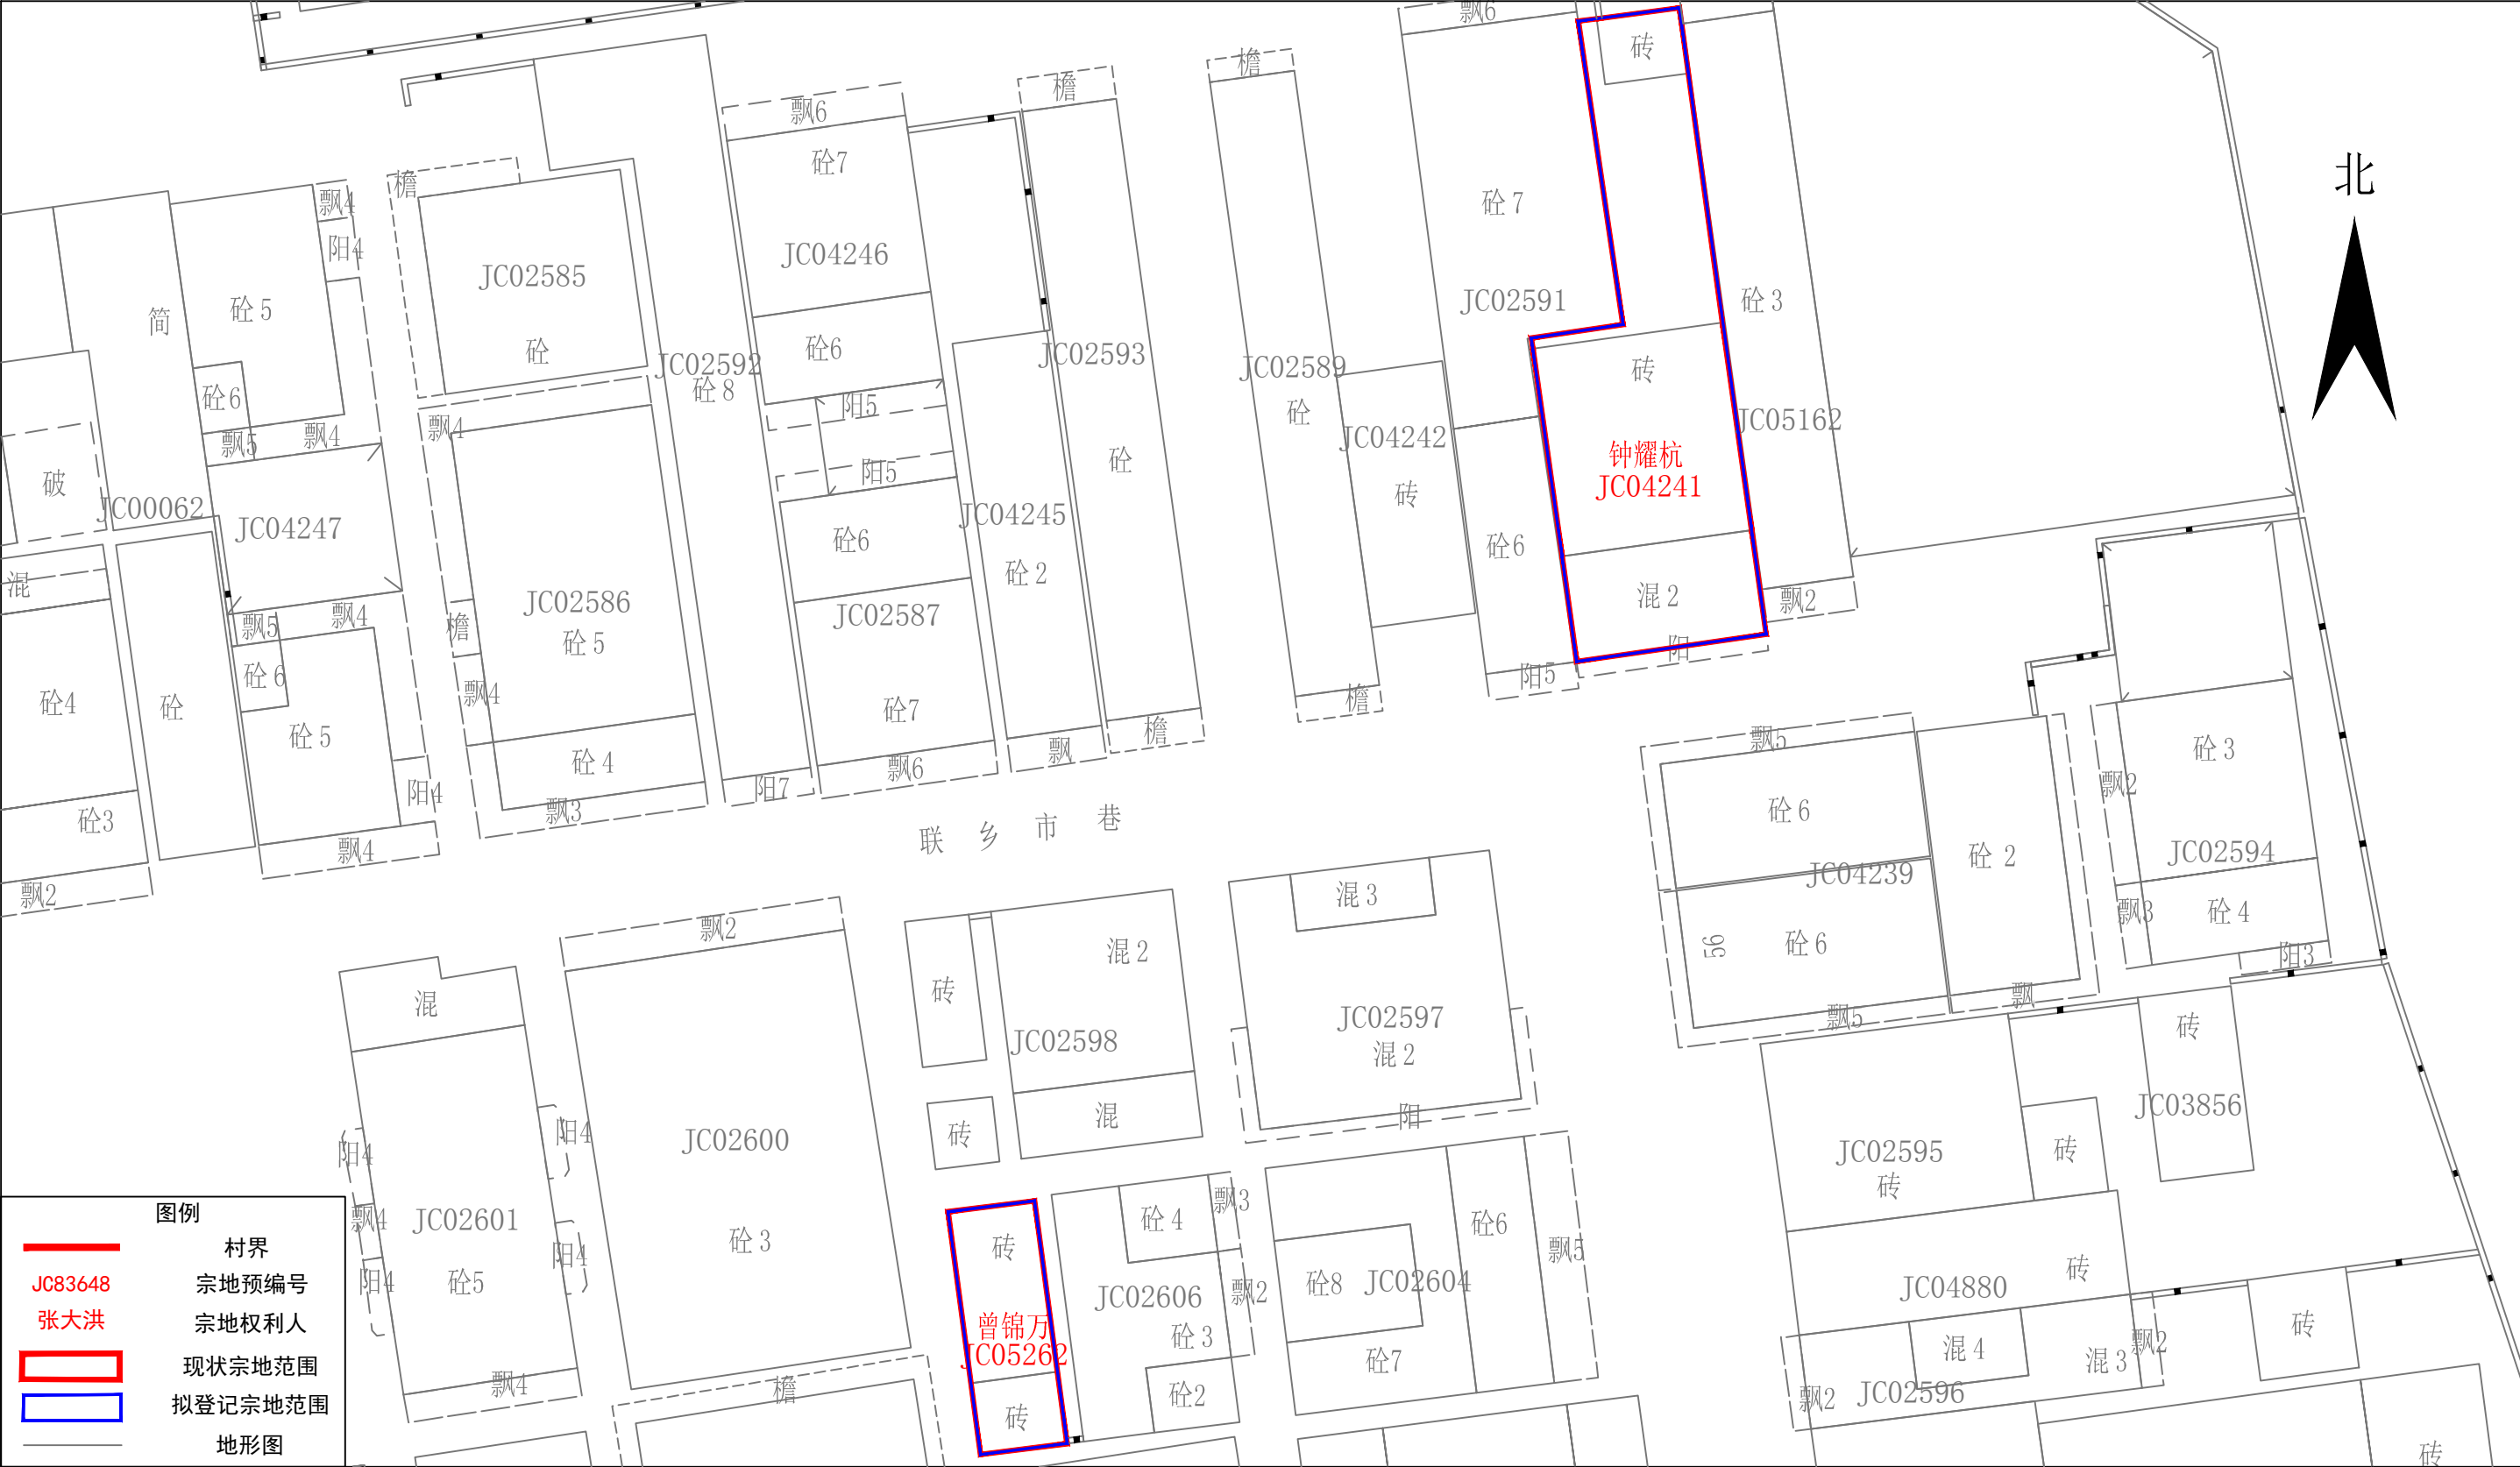 飘6
砖
檐
檐
北
飘6
砼7
檐
飘4
阳4
砼7
JC04246
JC02585
砼5
简
JC02591
砼3
砼
砼6
JC02592
砼8
JC02593
JC02589
砖
砼6
阳5
砼
JC04242
JC05162
飘4
飘5
飘4
钟耀杭
JC04241
阳5
砼
砖
破
JC00062
JC04247
JC04245
砼6
砼6
砼2
混
混2
飘2
JC02586
JC02587
飘5
飘4
檐
砼5
阳
砼6
阳5
飘4
檐
砼4
砼
砼7
砼5
檐
飘5
砼3
飘
砼4
飘6
飘2
阳7
阳4
飘3
砼3
砼6
联乡市巷
飘4
JC02594
砼2
JC04239
飘2
混3
飘3
砼4
飘2
砼6
56
混2
阳3
砖
混
飘
JC02597
飘5
砖
JC02598
混2
JC03856
阳
混
阳4
砖
JC02600
JC02595
砖
阳4
砖
飘3
飘4
JC02601
砼4
砼6
砼3
砖
飘5
阳4
阳4
砼5
JC02606
飘2
砼8
JC02604
砖
JC04880
曾锦万
JC05262
砼3
砖
飘2
混4
混3
砼7
飘4
檐
砼2
JC02596
飘2
砖
砖
图例
村界
JC83648
宗地预编号
张大洪
宗地权利人
现状宗地范围
拟登记宗地范围
地形图